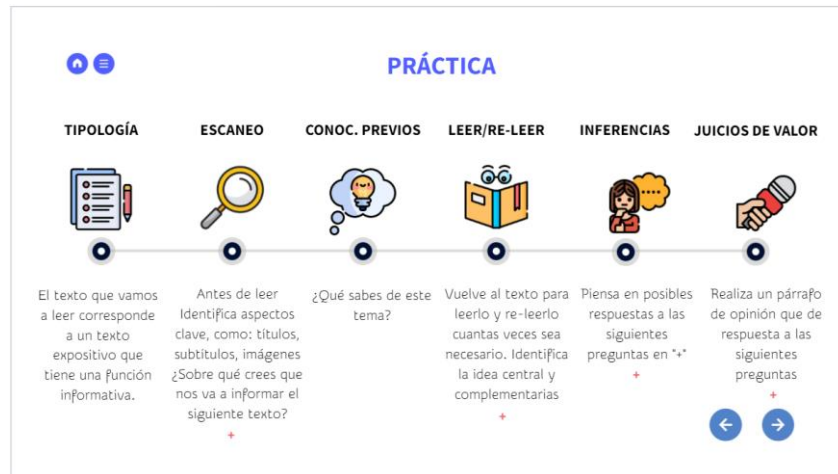 PRÁCTICA
TIPOLOGÍA
ESCANEO
CONOC. PREVIOS
LEER/RE-LEER
INFERENCIAS
JUICIOS DE VALOR
El texto que vamos
a leer corresponde
a un texto
expositivo que
tiene una función
informativa.
Antes de leer
Identifica aspectos
clave, como: títulos,
subtítulos, imágenes
¿Sobre qué crees que
nos va a informar el
siguiente texto?
+
¿Qué sabes de este
tema?
Vuelve al texto para
leerlo y re-leerlo
cuantas veces sea
necesario. Identifica
la idea central y
complementarias
+
Piensa en posibles
respuestas a las
siguientes
preguntas en "+"
+
Realiza un párrafo
de opinión que de
respuesta a las
siguientes
preguntas
+